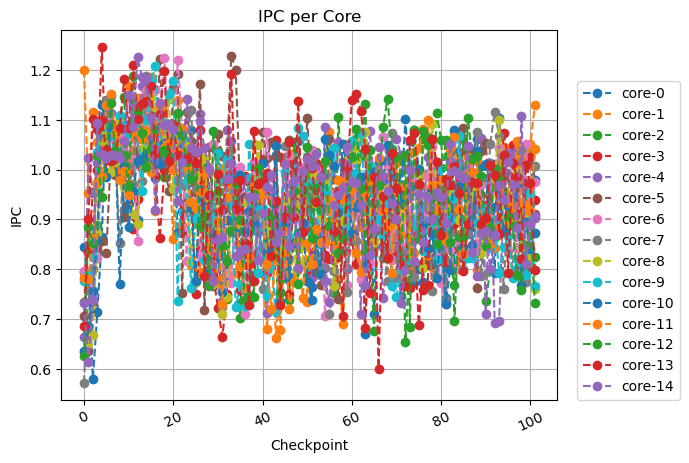 IPC per Core
IPC
1.2
1.1
1.0
0.9
0.8
0.7
0.6
0
20
40
60
80
100
Checkpoint
core-0
core-1
core-2
core-3
core-4
core-5
core-6
core-7
core-8
core-9
core-10
core-11
core-12
core-13
core-14